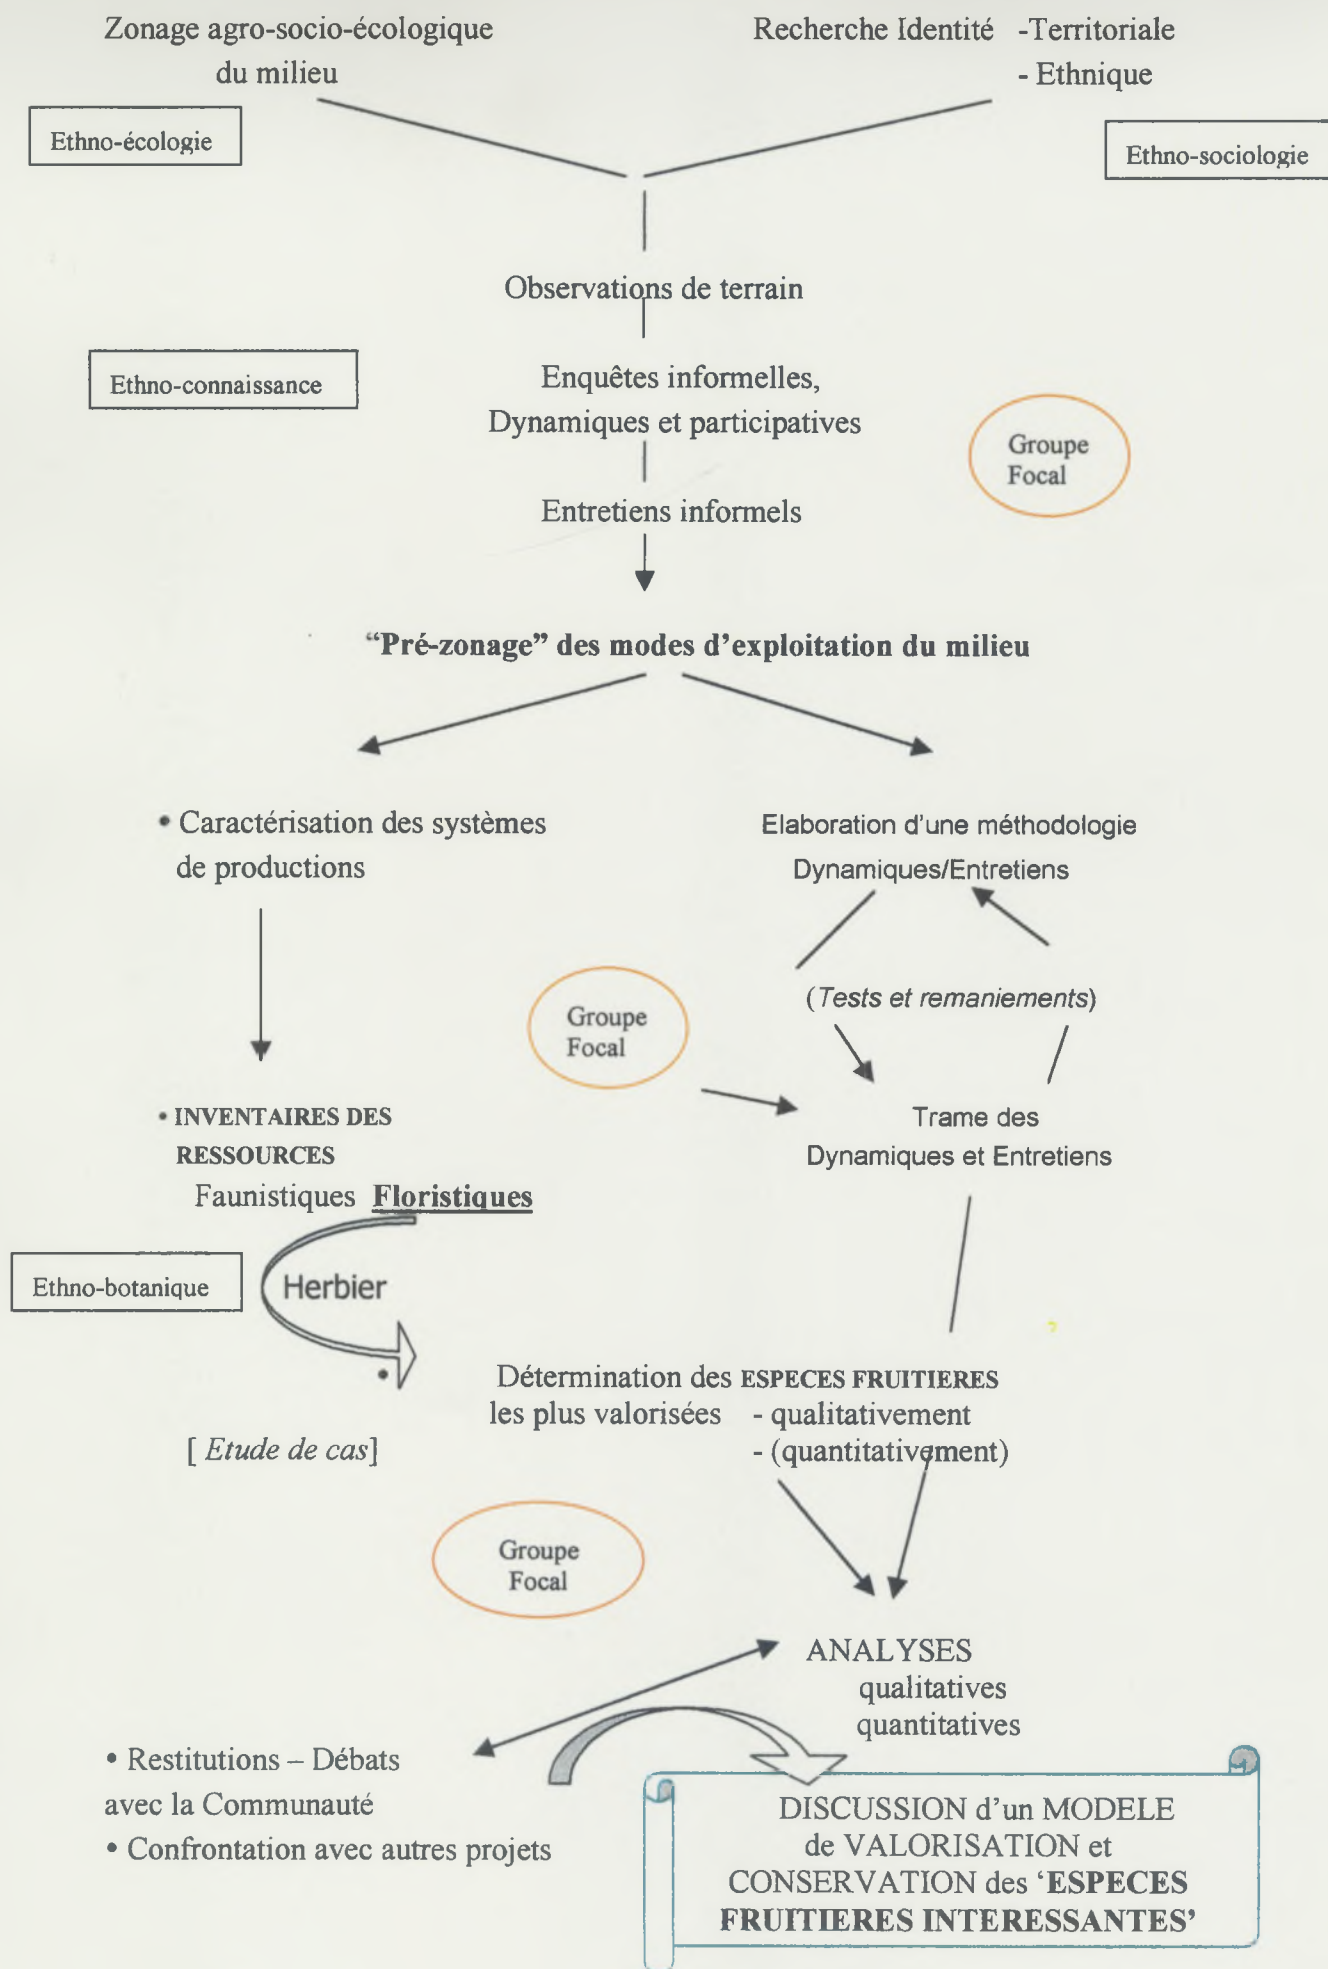 Zonage agro-socio-écologique
du milieu
Recherche Identité -Territoriale
- Ethnique
Ethno-écologie
Ethno-sociologie
Observations de terrain
Ethno-connaissance
Enquêtes informelles,
Dynamiques et participatives
Groupe
Focal
Entretiens informels
“Pré-zonage” des modes d’exploitation du milieu
• Caractérisation des systèmes
de productions
Elaboration d’une méthodologie
Dynamiques/Entretiens
(Tests et remaniements)
Groupe
Focal
Trame des
Dynamiques et Entretiens
• INVENTAIRES DES
RESSOURCES
Faunistiques Floristiques
Ethno-botanique
Herbier
•
Détermination des ESPECES FRUITIERES
les plus valorisées - qualitativement
- (quantitativement)
[ Etude de cas]
Groupe
Focal
ANALYSES
qualitatives
quantitatives
• Restitutions – Débats
avec la Communauté
• Confrontation avec autres projets
DISCUSSION d’un MODELE
de VALORISATION et
CONSERVATION des ‘ESPECES
FRUITIERES INTERESSANTES’